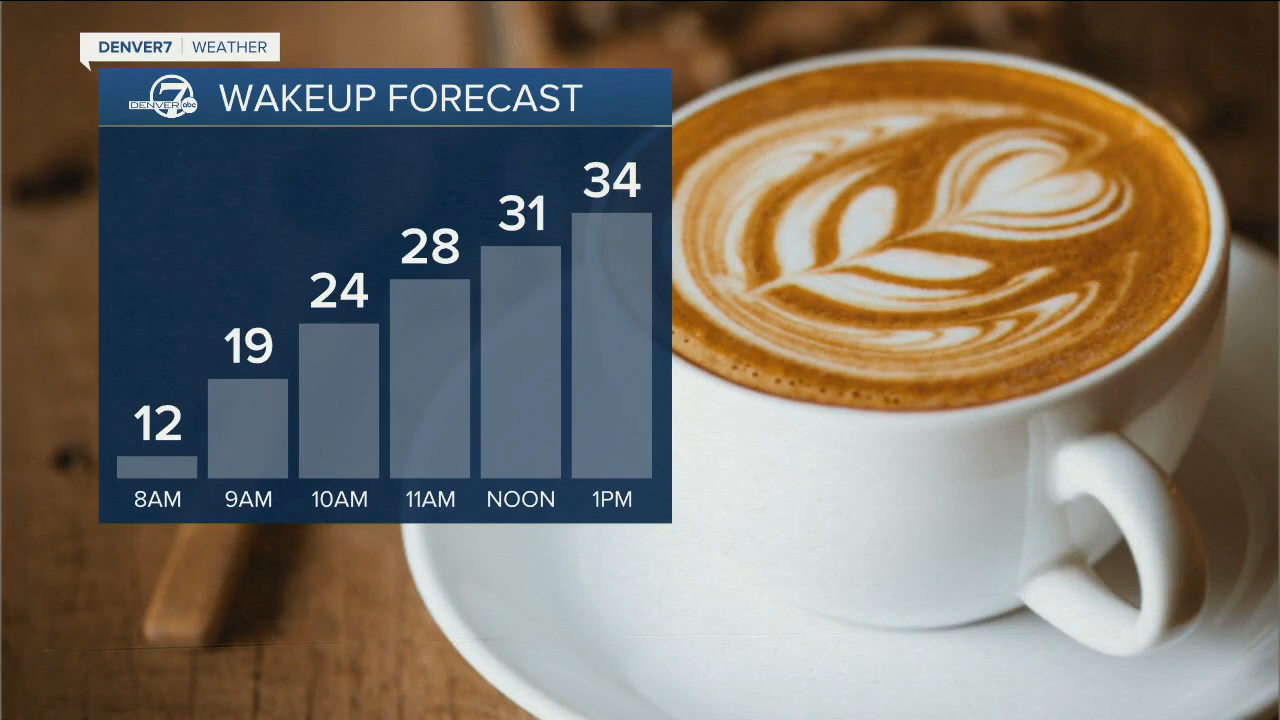 DENVER7 | WEATHER
7
DENVER abc
WAKEUP FORECAST
12 19 24 28 31 34
8AM 9AM 10AM 11AM NOON 1PM